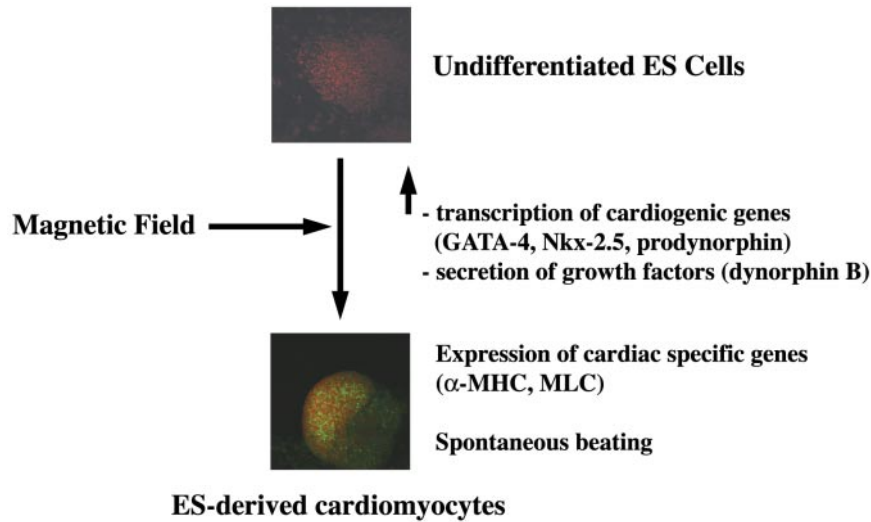 Undifferentiated ES Cells
Magnetic Field
- transcription of cardiogenic genes
(GATA-4, Nkx-2.5, prodynorphin)
- secretion of growth factors (dynorphin B)
Expression of cardiac specific genes
(α-MHC, MLC)
Spontaneous beating
ES-derived cardiomyocytes